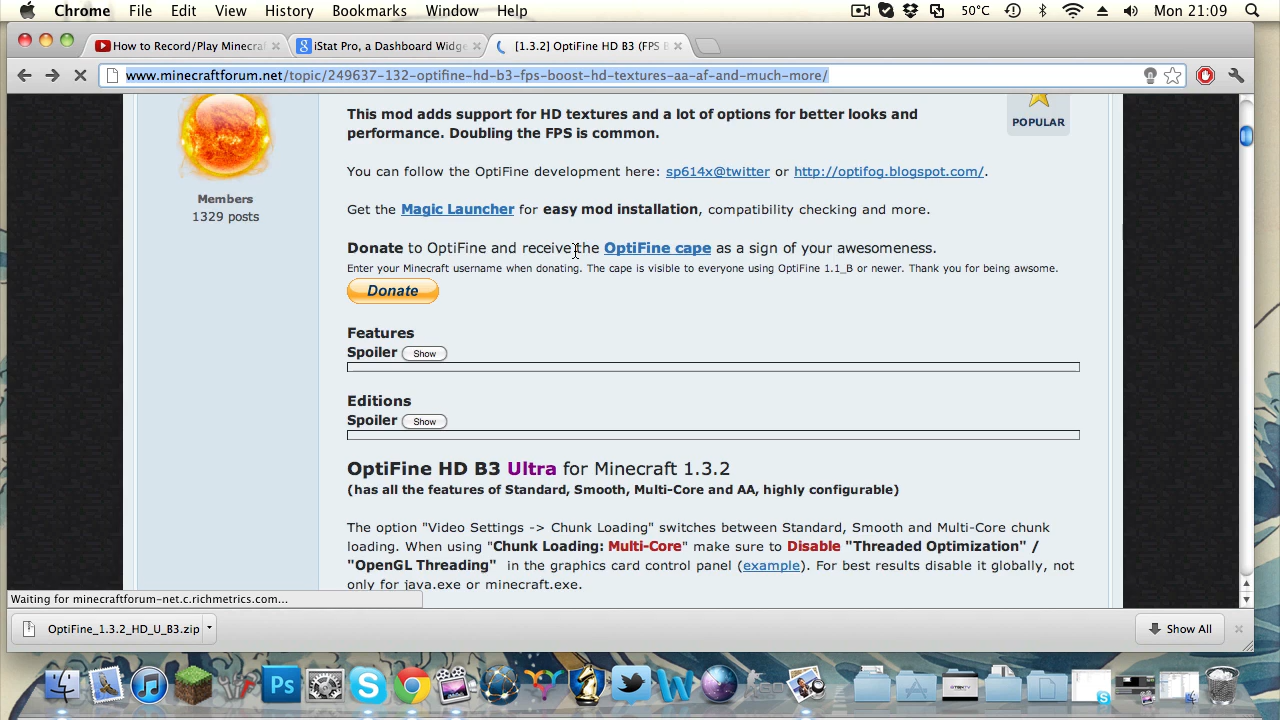 Chrome File Edit View History Bookmarks Window Help 50°C Mon 21:09
How to Record/Play Minecraf iStat Pro, a Dashboard Widge [1.3.2] OptiFine HD B3 (FPS B
www.minecraftforum.net/topic/249637-132-optifine-hd-b3-fps-boost-hd-textures-aa-af-and-much-more/
This mod adds support for HD textures and a lot of options for better looks and
performance. Doubling the FPS is common.
POPULAR
You can follow the OptiFine development here: sp614x@twitter or http://optifog.blogspot.com/.
Members
1329 posts
Get the Magic Launcher for easy mod installation, compatibility checking and more.
Donate to OptiFine and receive the OptiFine cape as a sign of your awesomeness.
Enter your Minecraft username when donating. The cape is visible to everyone using OptiFine 1.1_B or newer. Thank you for being awsome.
Donate
Features
Spoiler Show
Editions
Spoiler Show
OptiFine HD B3 Ultra for Minecraft 1.3.2
(has all the features of Standard, Smooth, Multi-Core and AA, highly configurable)
The option "Video Settings -> Chunk Loading" switches between Standard, Smooth and Multi-Core chunk
loading. When using "Chunk Loading: Multi-Core" make sure to Disable "Threaded Optimization" /
"OpenGL Threading" in the graphics card control panel (example). For best results disable it globally, not
only for java.exe or minecraft.exe.
Waiting for minecraftforum-net.c.richmetrics.com...
OptiFine_1.3.2_HD_U_B3.zip Show All
Ps